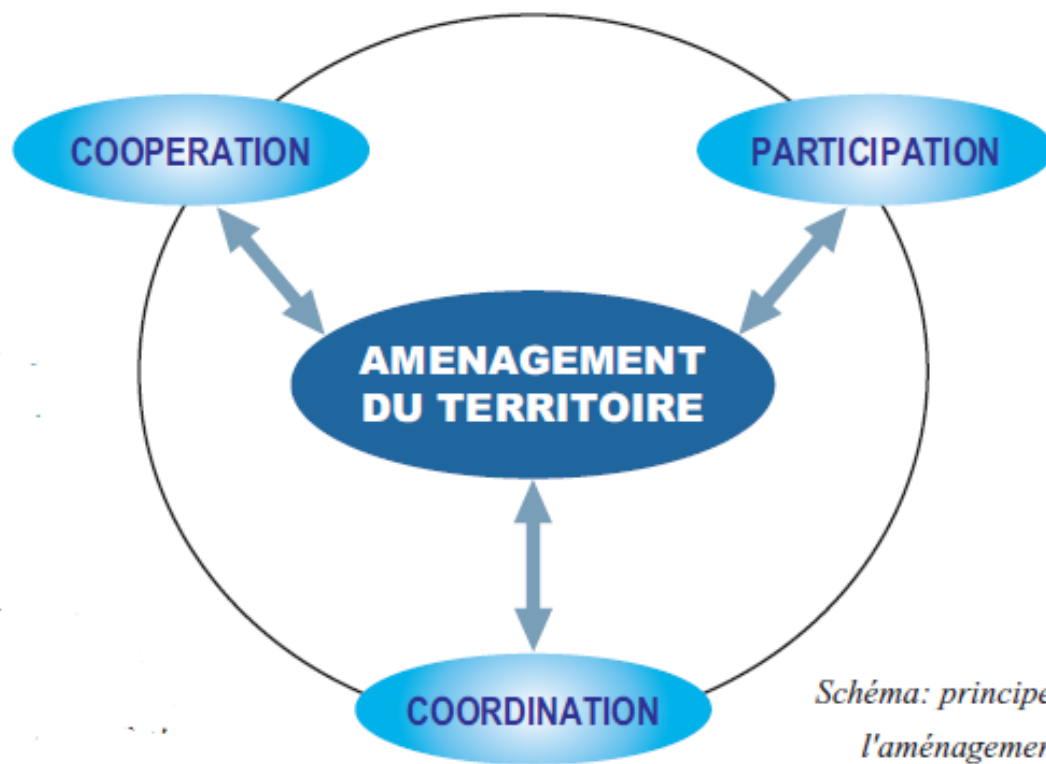 COOPERATION
PARTICIPATION
AMENAGEMENT
DU TERRITOIRE
COORDINATION
Schéma: principe
l'aménagemen